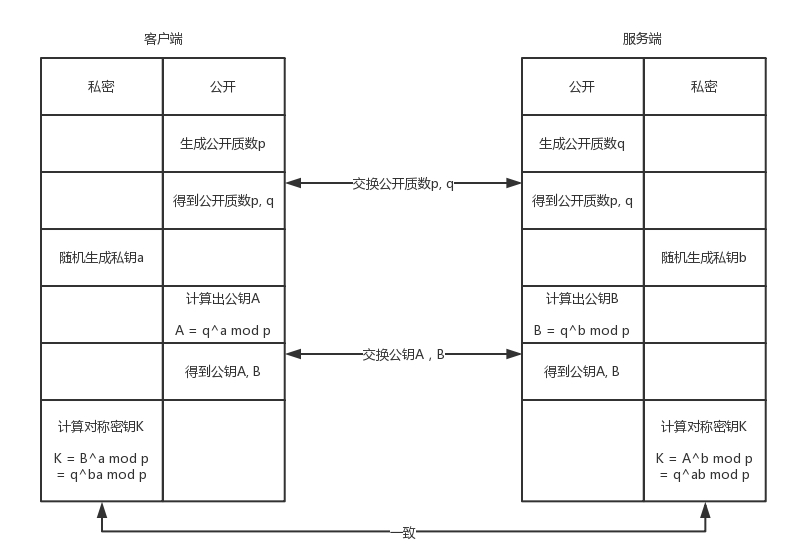 客户端
服务端
私密
公开
公开
私密
生成公开质数p
生成公开质数q
得到公开质数p, q
交换公开质数p, q
得到公开质数p, q
随机生成私钥a
随机生成私钥b
计算出公钥A
A = q^a mod p
计算出公钥B
B = q^b mod p
交换公钥A , B
得到公钥A, B
得到公钥A, B
计算对称密钥K
K = B^a mod p
= q^ba mod p
计算对称密钥K
K = A^b mod p
= q^ab mod p
一致